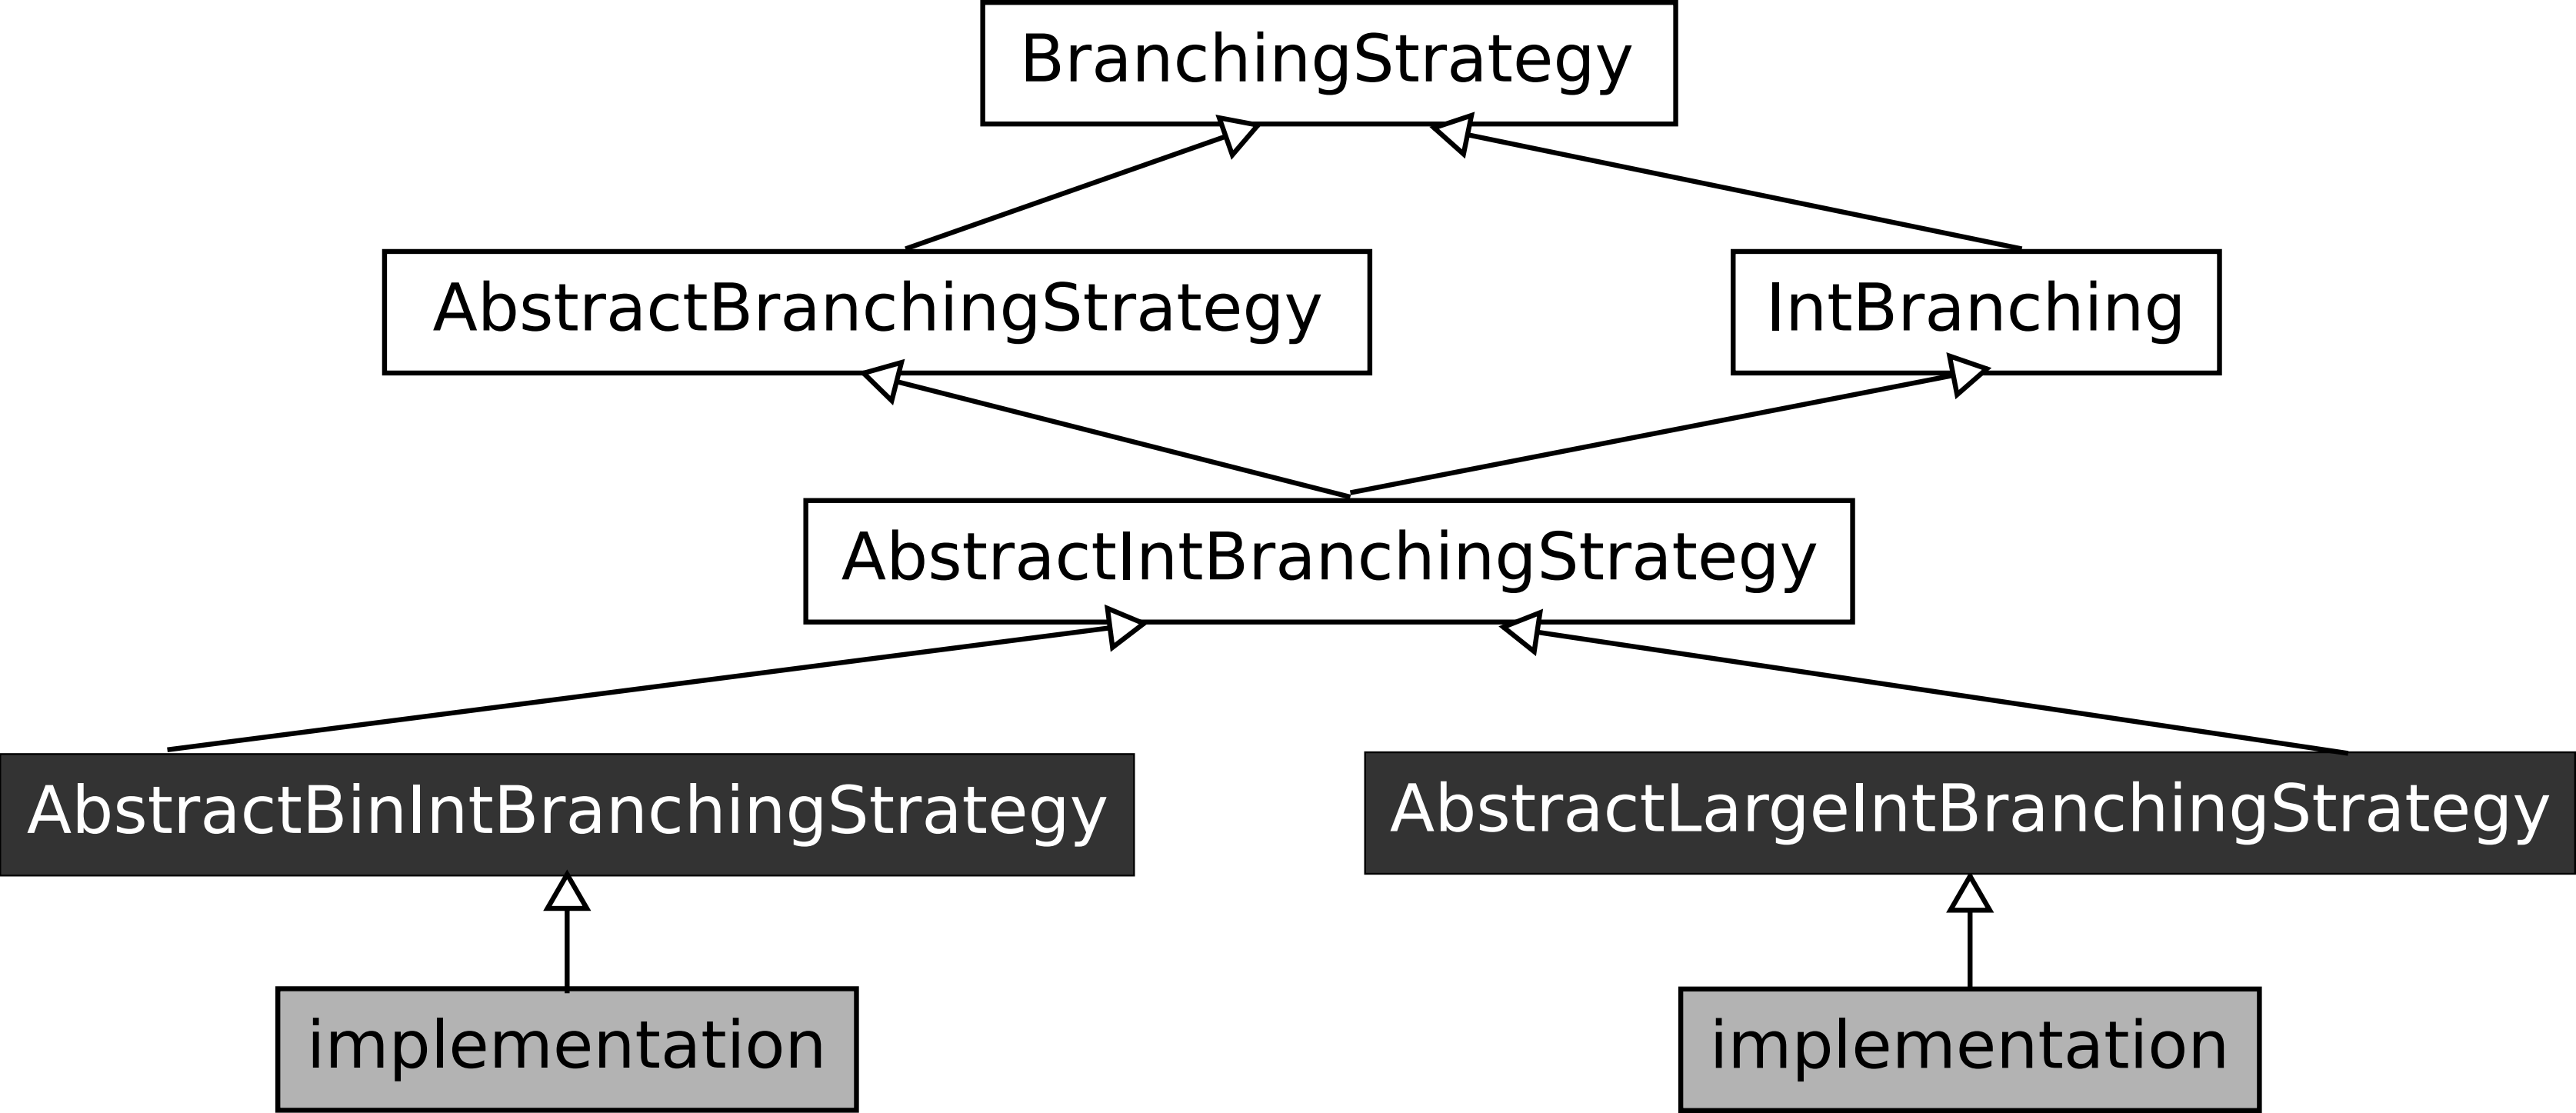 BranchingStrategy
AbstractBranchingStrategy
IntBranching
AbstractIntBranchingStrategy
AbstractBinIntBranchingStrategy
AbstractLargeIntBranchingStrategy
implementation
implementation